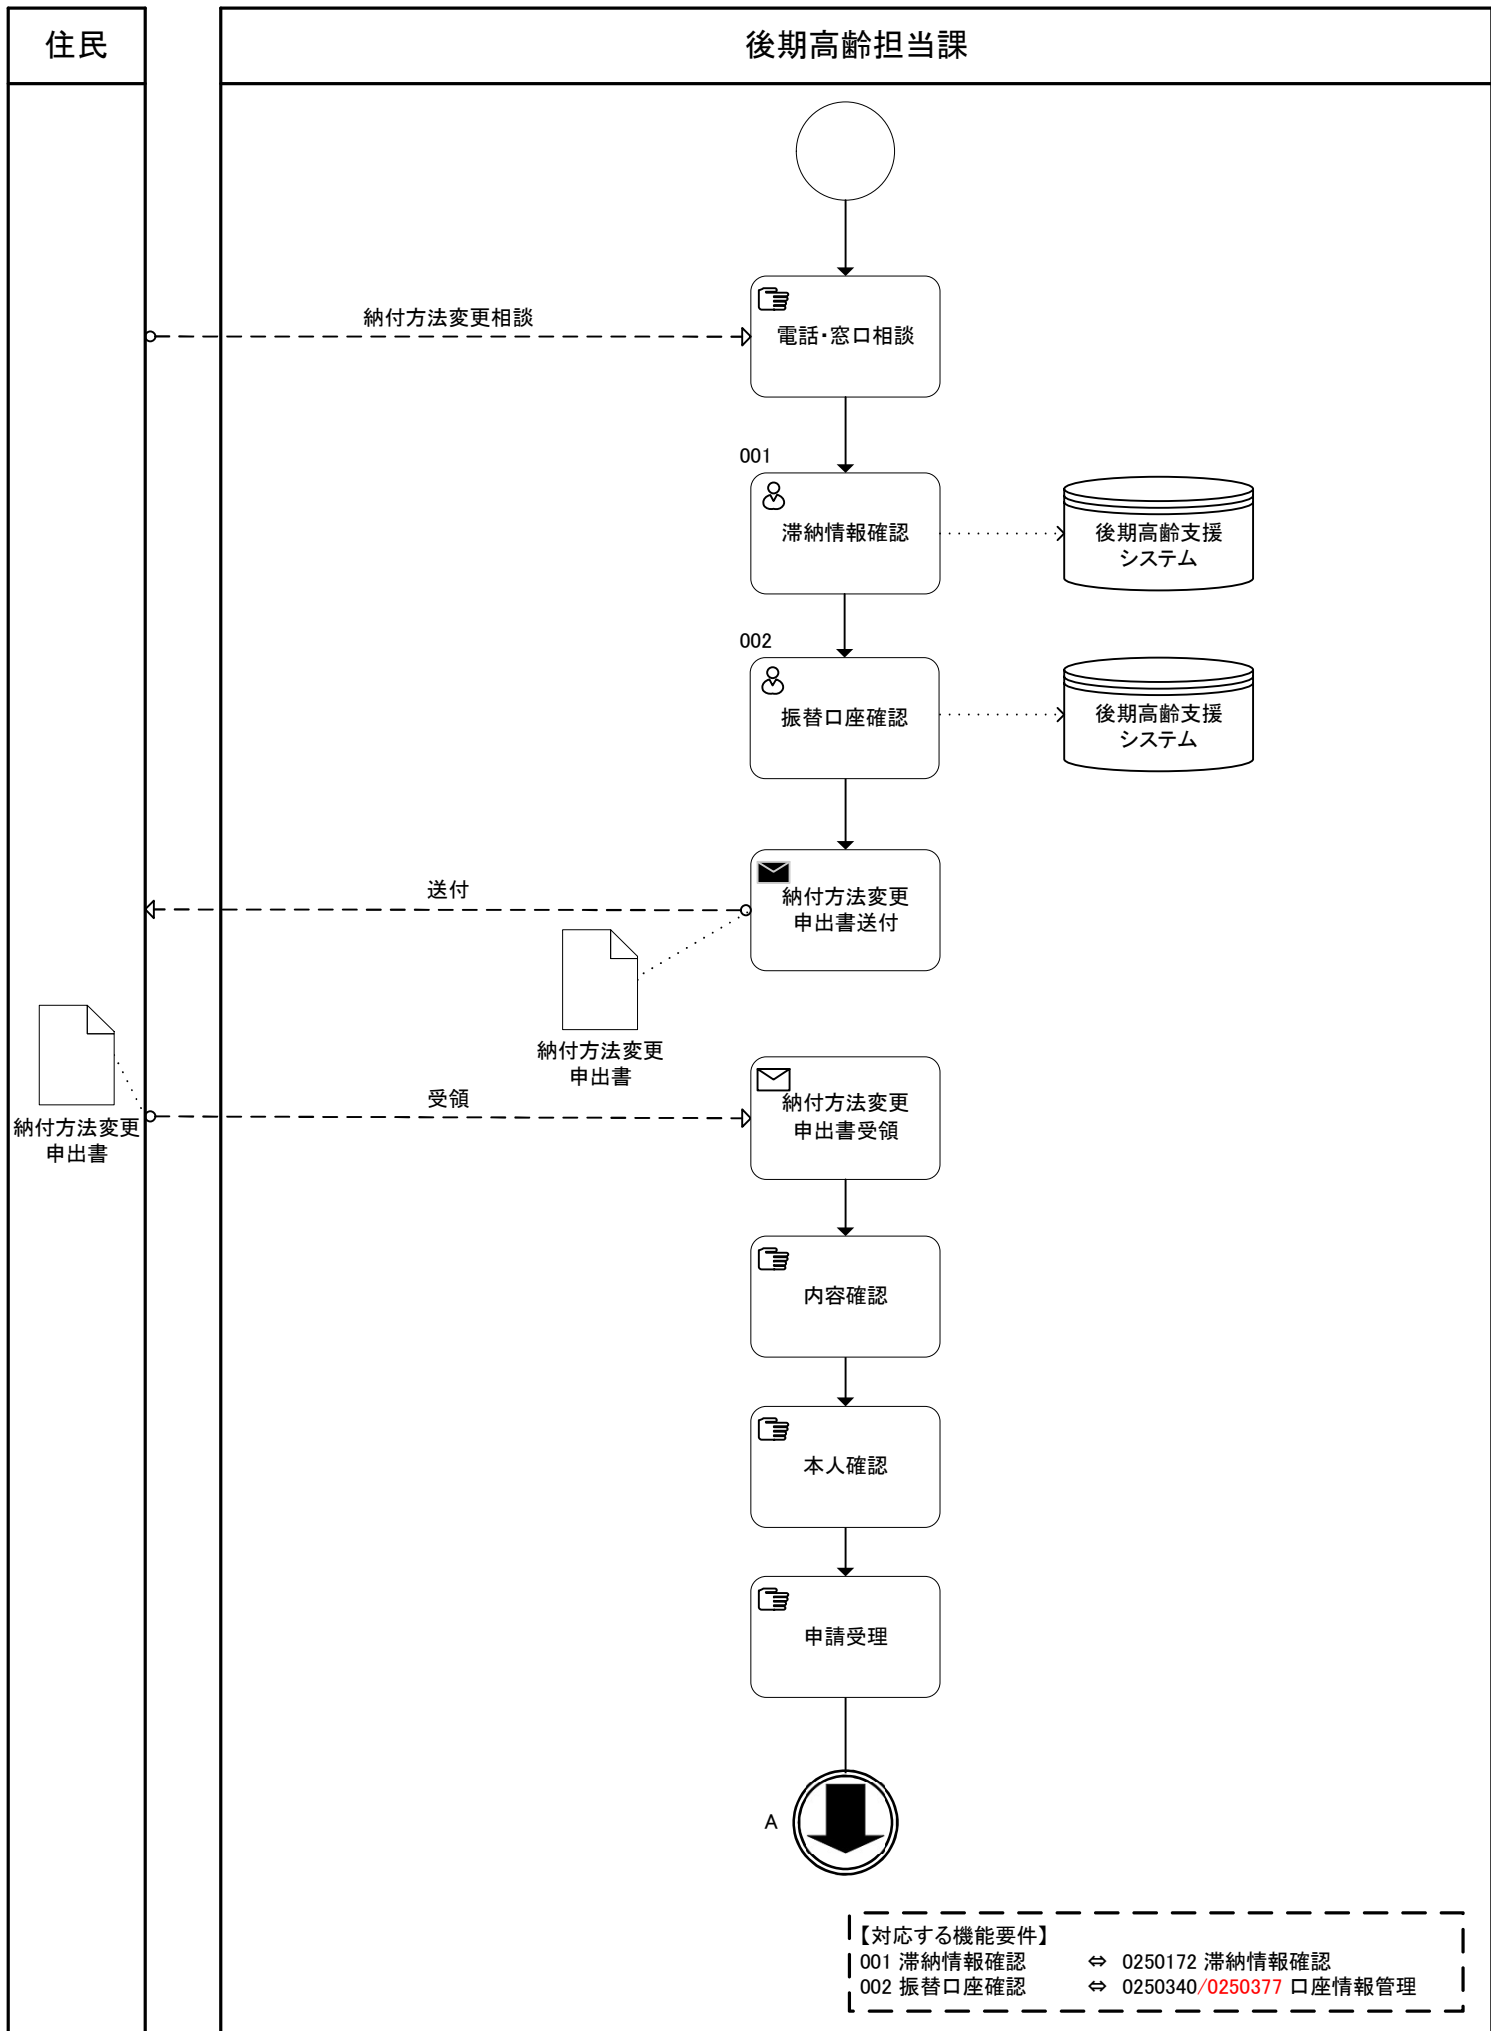 住民
後期高齢担当課
納付方法変更相談
電話・窓口相談
001
滞納情報確認
後期高齢支援
システム
002
振替口座確認
後期高齢支援
システム
送付
納付方法変更
申出書送付
納付方法変更
申出書
納付方法変更
申出書
受領
納付方法変更
申出書受領
内容確認
本人確認
申請受理
A
【対応する機能要件】
001 滞納情報確認 ⇔ 0250172 滞納情報確認
002 振替口座確認 ⇔ 0250340/0250377 口座情報管理